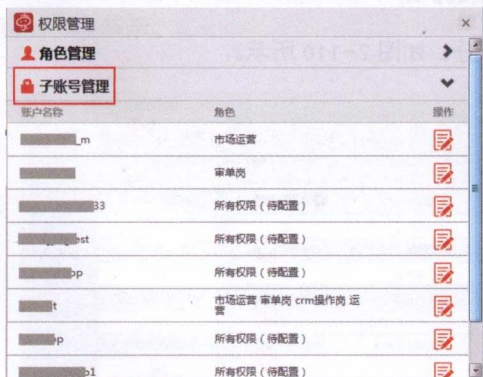 权限管理
角色管理
子账号管理
账户名称 角色 操作
_m 市场运营
审单岗
33 所有权限（待配置）
est 所有权限（待配置）
op 所有权限（待配置）
t 市场运营 审单岗 crm操作岗 运
营
p 所有权限（待配置）
o1 所有权限（待配置）